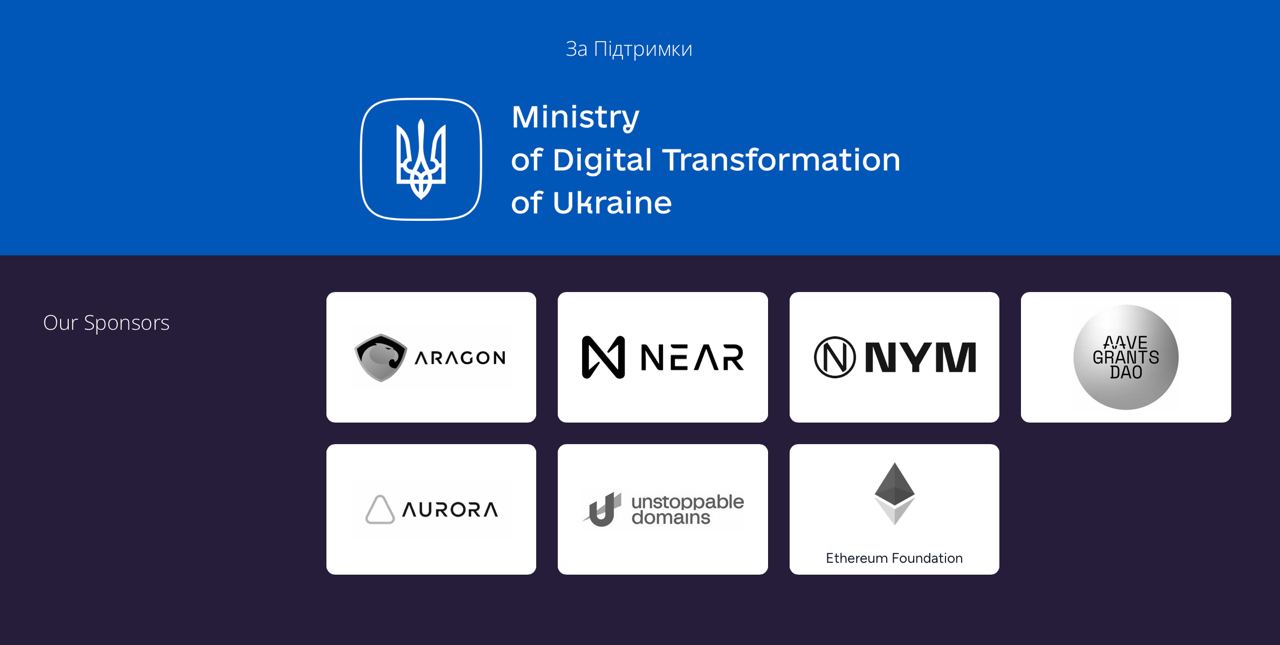 За Підтримки
Ministry
of Digital Transformation
of Ukraine
Our Sponsors
ARAGON
NEAR
NYM
AAVE
GRANTS
DAO
AURORA
unstoppable
domains
Ethereum Foundation